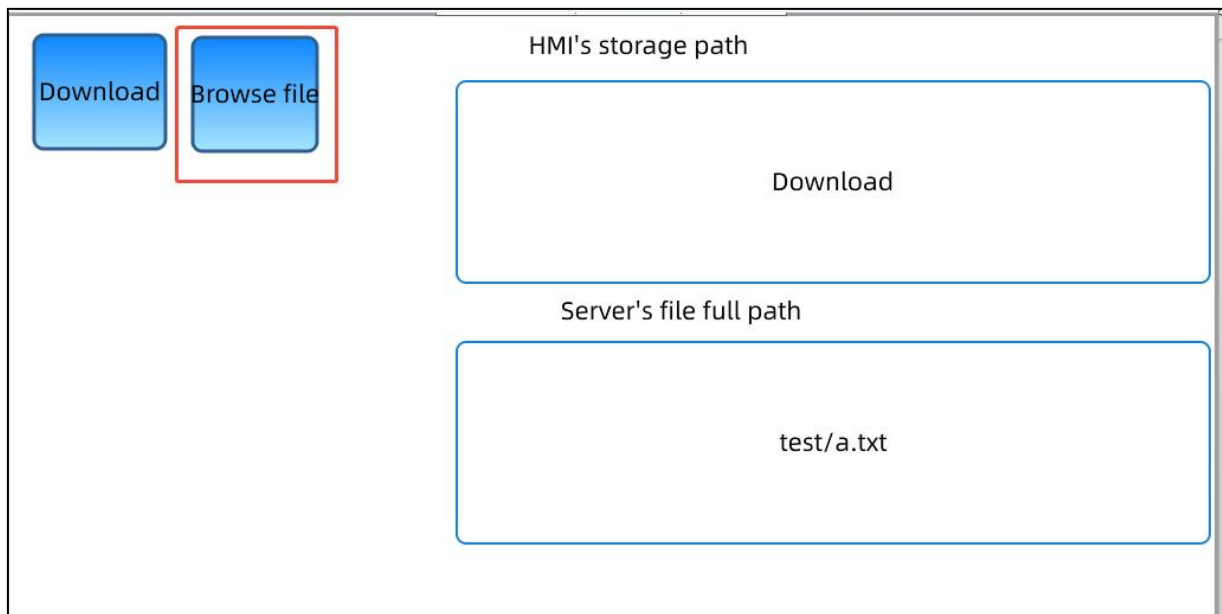 Download
Browse file
HMI's storage path
Download
Server's file full path
test/a.txt